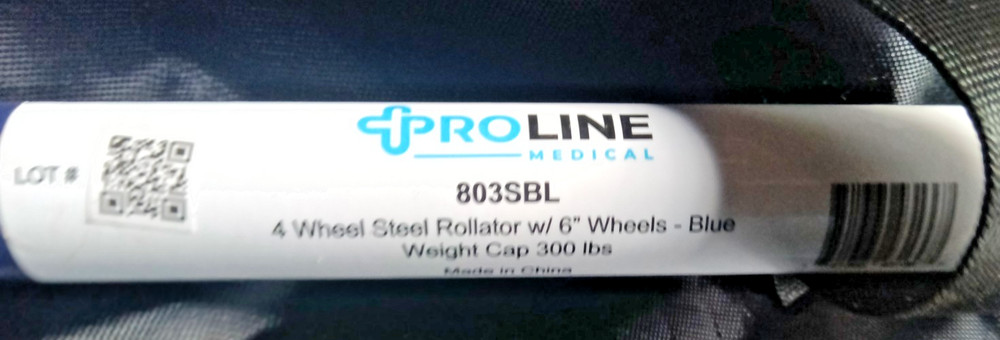 PROLINE
MEDICAL
LOT #
803SBL
4 Wheel Steel Rollator w/ 6" Wheels - Blue
Weight Cap 300 lbs
Made in China